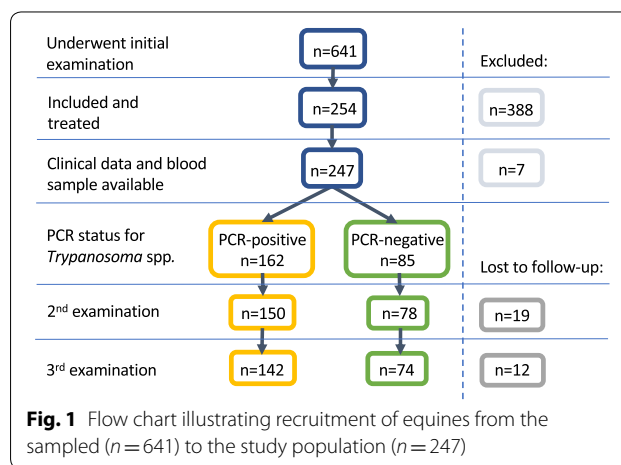 Underwent initial
examination
n=641
Excluded:
Included and
treated
n=254
n=388
Clinical data and blood
sample available
n=247
n=7
PCR status for
Trypanosoma spp.
PCR-positive
n=162
PCR-negative
n=85
Lost to follow-up:
2nd examination
n=150
n=78
n=19
3rd examination
n=142
n=74
n=12
Fig. 1 Flow chart illustrating recruitment of equines from the
sampled (n = 641) to the study population (n = 247)